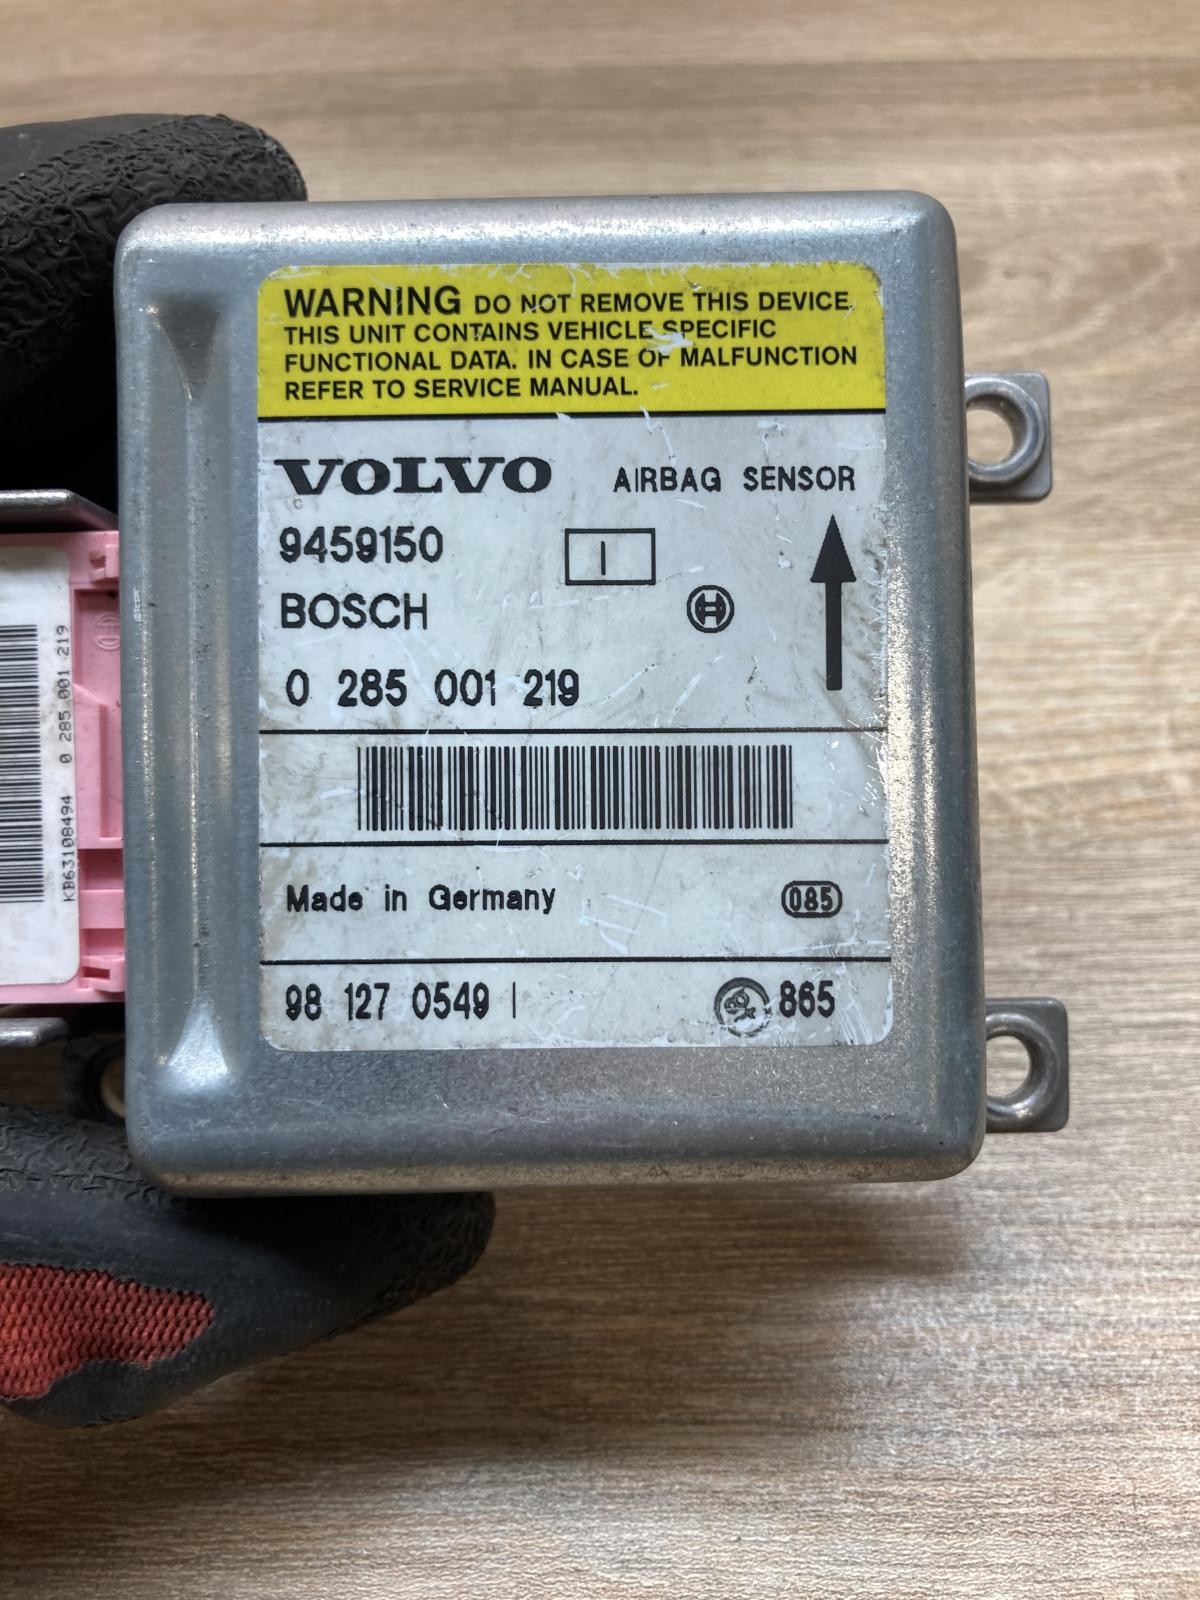 WARNING DO NOT REMOVE THIS DEVICE.
THIS UNIT CONTAINS VEHICLE SPECIFIC
FUNCTIONAL DATA. IN CASE OF MALFUNCTION
REFER TO SERVICE MANUAL.
VOLVO AIRBAG SENSOR
9459150 I
BOSCH
0 285 001 219
Made in Germany 085
98 127 0549 I 865
KB63108494 0 285 001 219